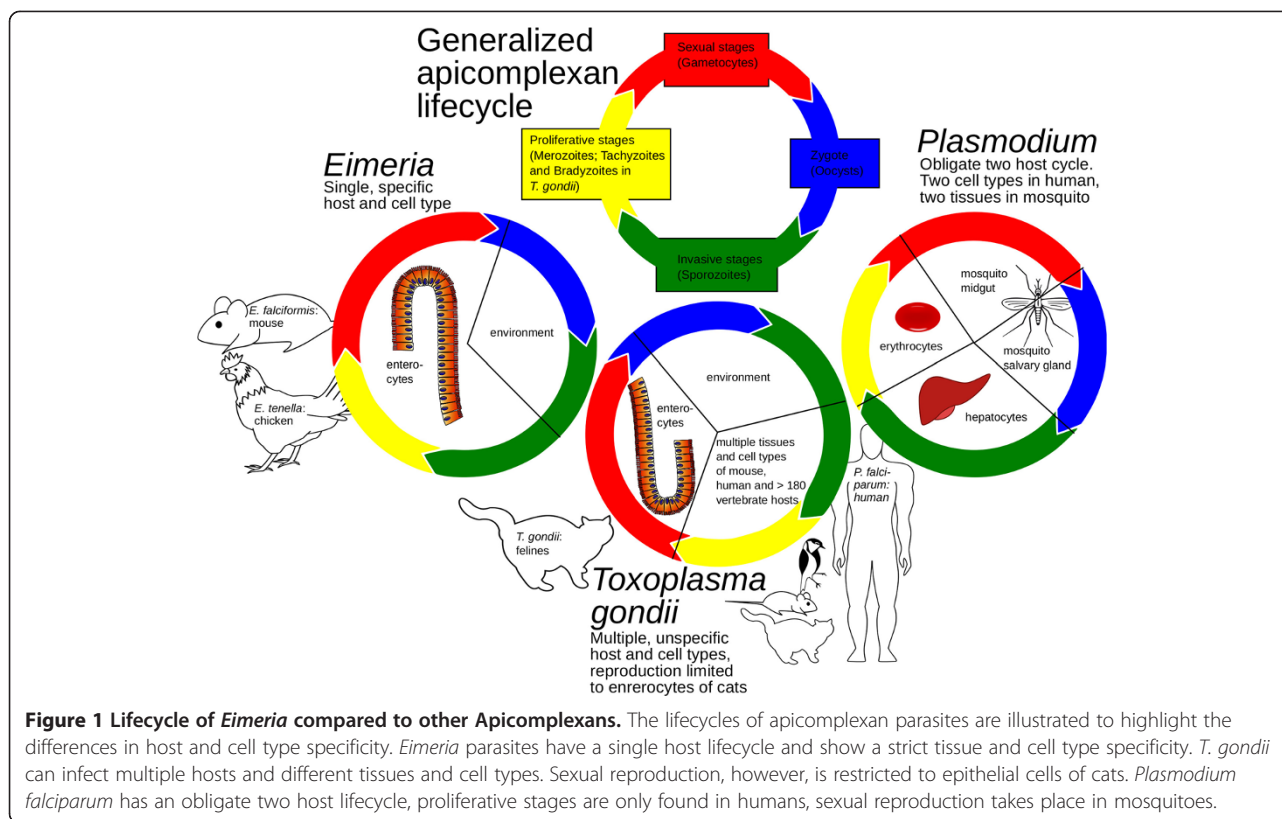 Generalized
apicomplexan
lifecycle
Sexual stages
(Gametocytes)
Proliferative stages
(Merozoites; Tachyzoites
and Bradyzoites in
T. gondii)
Zygote
(Oocysts)
Invasive stages
(Sporozoites)
Eimeria
Single, specific
host and cell type
E. falciformis:
mouse
E. tenella:
chicken
entero-
cytes
environment
Plasmodium
Obligate two host cycle.
Two cell types in human,
two tissues in mosquito
mosquito
midgut
erythrocytes
mosquito
salvary gland
hepatocytes
P. falci-
parum:
human
environment
entero-
cytes
multiple tissues
and cell types
of mouse,
human and > 180
vertebrate hosts
T. gondii:
felines
Toxoplasma
gondii
Multiple, unspecific
host and cell types,
reproduction limited
to enrerocytes of cats
Figure 1 Lifecycle of Eimeria compared to other Apicomplexans. The lifecycles of apicomplexan parasites are illustrated to highlight the
differences in host and cell type specificity. Eimeria parasites have a single host lifecycle and show a strict tissue and cell type specificity. T. gondii
can infect multiple hosts and different tissues and cell types. Sexual reproduction, however, is restricted to epithelial cells of cats. Plasmodium
falciparum has an obligate two host lifecycle, proliferative stages are only found in humans, sexual reproduction takes place in mosquitoes.